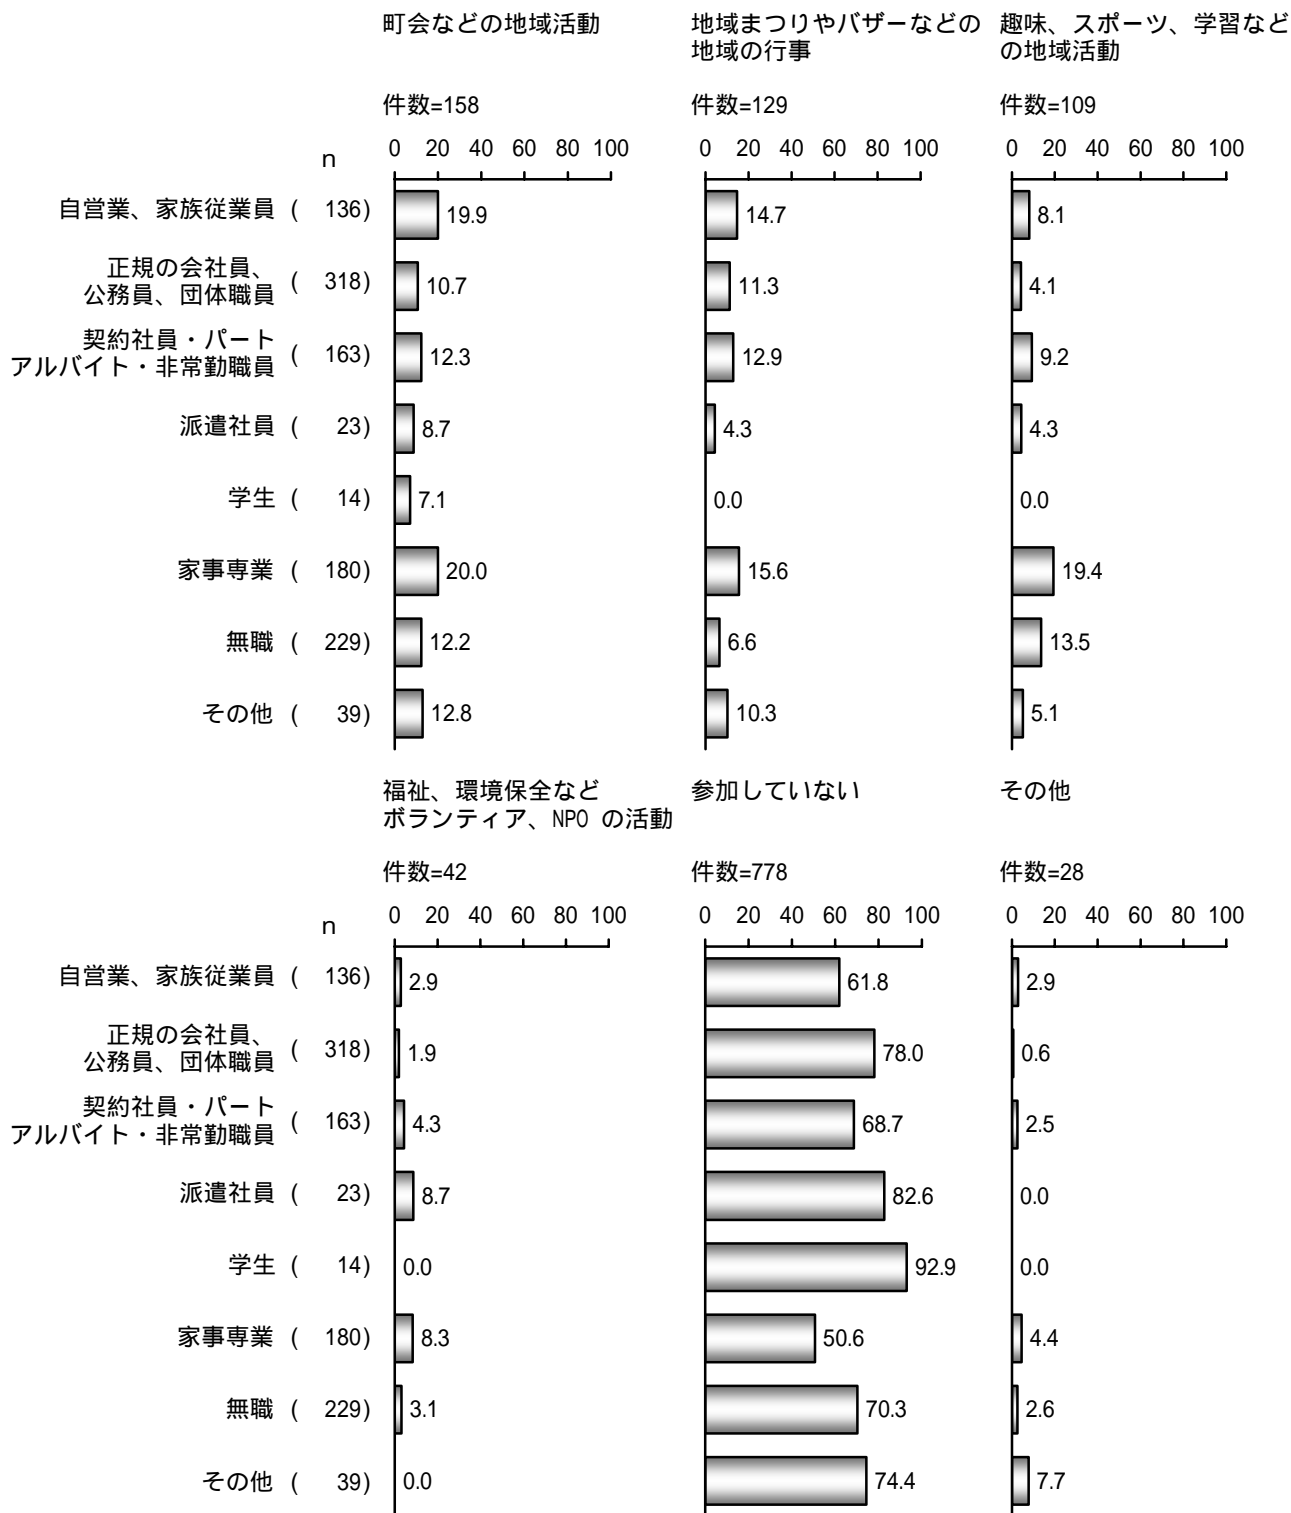 町会などの地域活動 地域まつりやバザーなどの 趣味、スポーツ、学習など
地域の行事 の地域活動
件数=158 件数=129 件数=109
n 0 20 40 60 80 100 0 20 40 60 80 100 0 20 40 60 80 100
自営業、家族従業員 ( 136) 19.9 14.7 8.1
正規の会社員、
公務員、団体職員 ( 318) 10.7 11.3 4.1
契約社員・パート
アルバイト・非常勤職員 ( 163) 12.3 12.9 9.2
派遣社員 ( 23) 8.7 4.3 4.3
学生 ( 14) 7.1 0.0 0.0
家事専業 ( 180) 20.0 15.6 19.4
無職 ( 229) 12.2 6.6 13.5
その他 ( 39) 12.8 10.3 5.1
福祉、環境保全など 参加していない その他
ボランティア、NPO の活動
件数=42 件数=778 件数=28
n 0 20 40 60 80 100 0 20 40 60 80 100 0 20 40 60 80 100
自営業、家族従業員 ( 136) 2.9 61.8 2.9
正規の会社員、
公務員、団体職員 ( 318) 1.9 78.0 0.6
契約社員・パート
アルバイト・非常勤職員 ( 163) 4.3 68.7 2.5
派遣社員 ( 23) 8.7 82.6 0.0
学生 ( 14) 0.0 92.9 0.0
家事専業 ( 180) 8.3 50.6 4.4
無職 ( 229) 3.1 70.3 2.6
その他 ( 39) 0.0 74.4 7.7